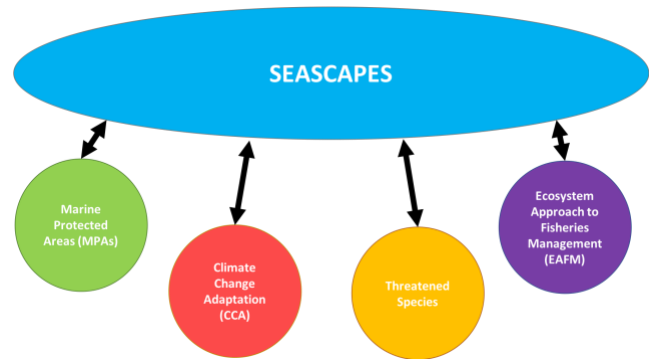 SEASCAPES
Marine
Protected
Areas (MPAs)
Climate
Change
Adaptation
(CCA)
Threatened
Species
Ecosystem
Approach to
Fisheries
Management
(EAFM)